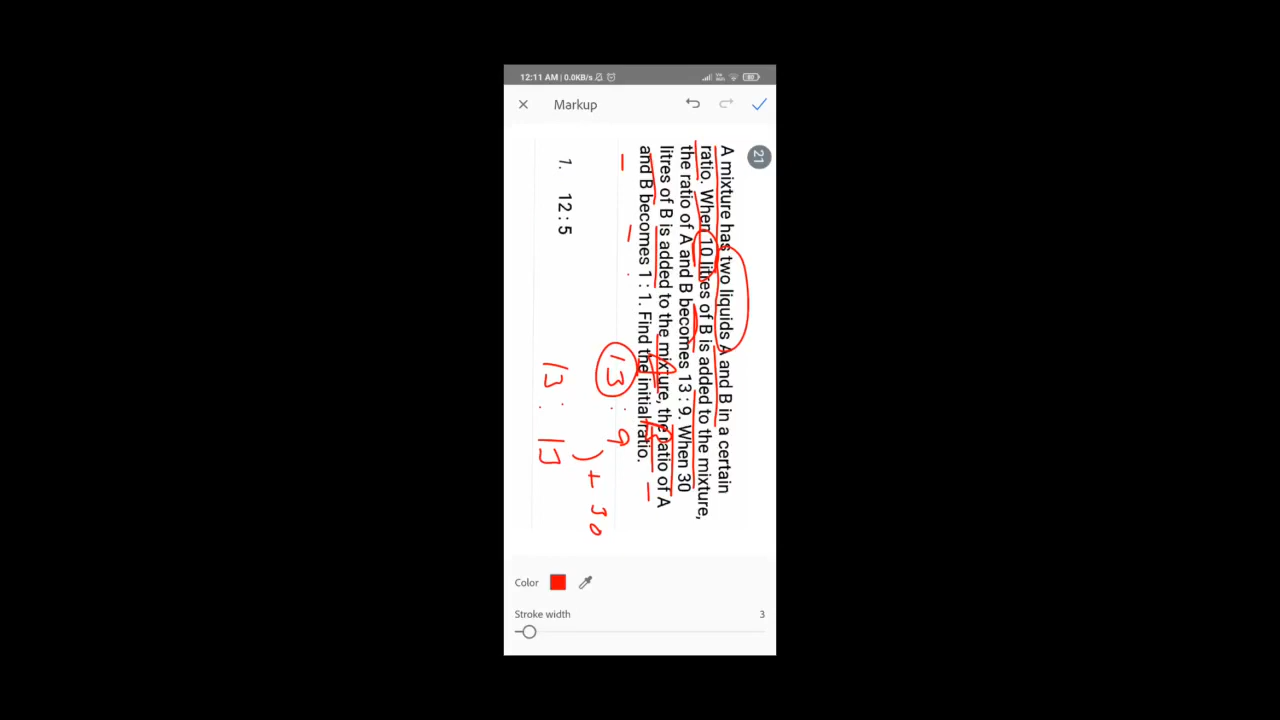 12:11 AM | 0.0KB/s
80
Markup
21
A mixture has two liquids A and B in a certain
ratio. When 10 litres of B is added to the mixture,
the ratio of A and B becomes 13 : 9. When 30
litres of B is added to the mixture, the ratio of A
and B becomes 1 : 1. Find the initial ratio.
13 : 9
) + 30
13 : 13
1. 12 : 5
Color
Stroke width 3